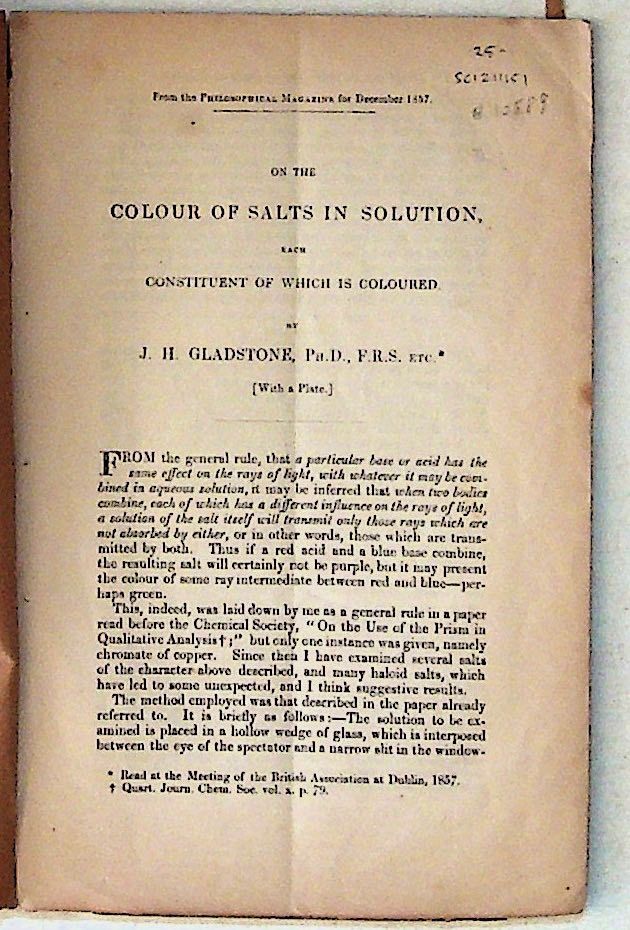 25-
From the PHILOSOPHICAL MAGAZINE for December 1857.
ON THE
COLOUR OF SALTS IN SOLUTION,
EACH
CONSTITUENT OF WHICH IS COLOURED.
BY
J. H. GLADSTONE, PH.D., F.R.S. ETC.*
[With a Plate.]
FROM the general rule, that a particular base or acid has the
same effect on the rays of light, with whatever it may be com-
bined in aqueous solution, it may be inferred that when two bodies
combine, each of which has a different influence on the rays of light,
a solution of the salt itself will transmit only those rays which are
not absorbed by either, or in other words, those which are trans-
mitted by both. Thus if a red acid and a blue base combine,
the resulting salt will certainly not be purple, but it may present
the colour of some ray intermediate between red and blue—per-
haps green.
This, indeed, was laid down by me as a general rule in a paper
read before the Chemical Society, "On the Use of the Prism in
Qualitative Analysis†;" but only one instance was given, namely
chromate of copper. Since then I have examined several salts
of the character above described, and many haloid salts, which
have led to some unexpected, and I think suggestive results.
The method employed was that described in the paper already
referred to. It is briefly as follows:—The solution to be ex-
amined is placed in a hollow wedge of glass, which is interposed
between the eye of the spectator and a narrow slit in the window-
* Read at the Meeting of the British Association at Dublin, 1857.
† Quart. Journ. Chem. Soc. vol. x. p. 79.